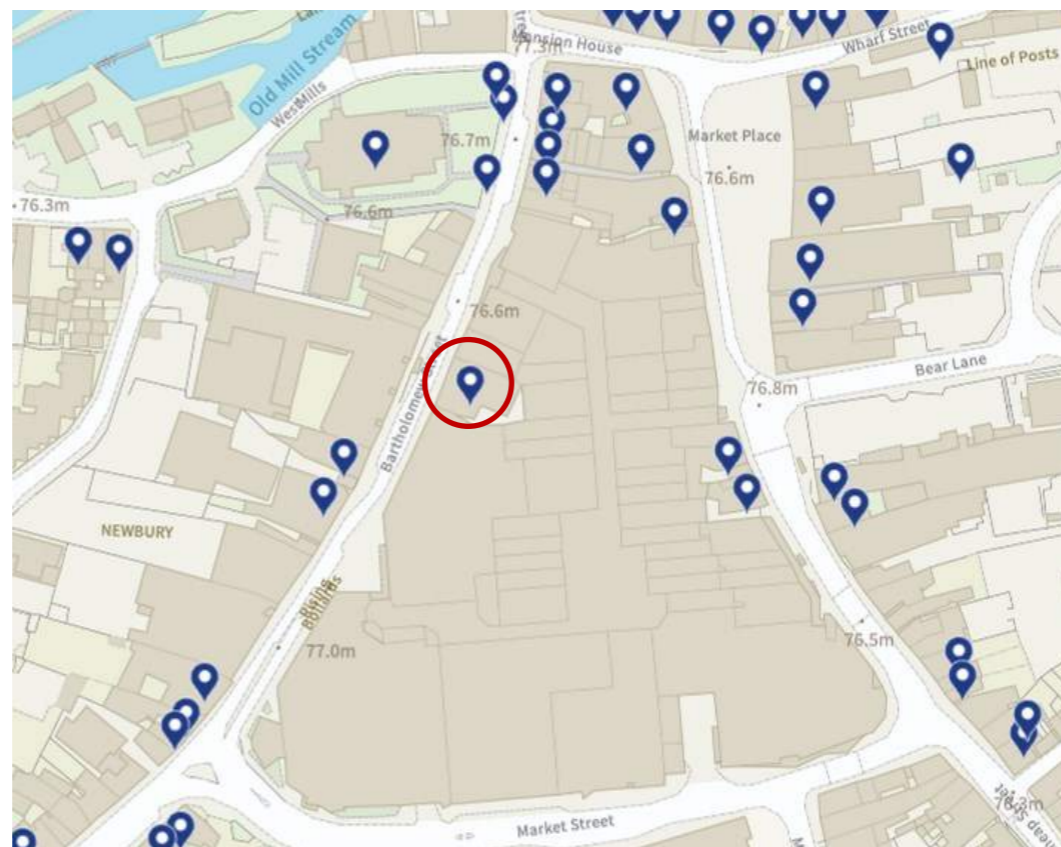 Mansion House
77.3m
Wharf Street
Line of Posts
Old Mill Stream
West Mills
76.7m
Market Place
76.6m
76.3m
76.6m
76.6m
Bartholomew Street
Bear Lane
76.8m
NEWBURY
Rising
Bollards
77.0m
76.5m
Market Street